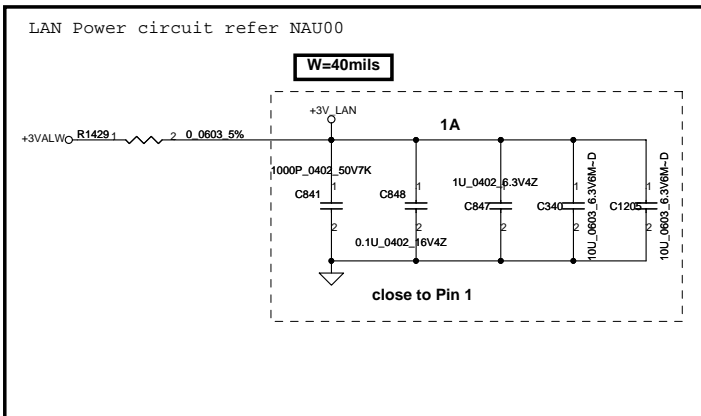 LAN Power circuit refer NAU00
W=40mils
+3V_LAN
1A
+3VALW
R1429
1
2
0_0603_5%
1000P_0402_50V7K
1U_0402_6.3V4Z
C841
1
2
C848
1
2
C847
1
2
C340
1
2
10U_0603_6.3V6M~D
C1205
1
2
10U_0603_6.3V6M~D
0.1U_0402_16V4Z
close to Pin 1